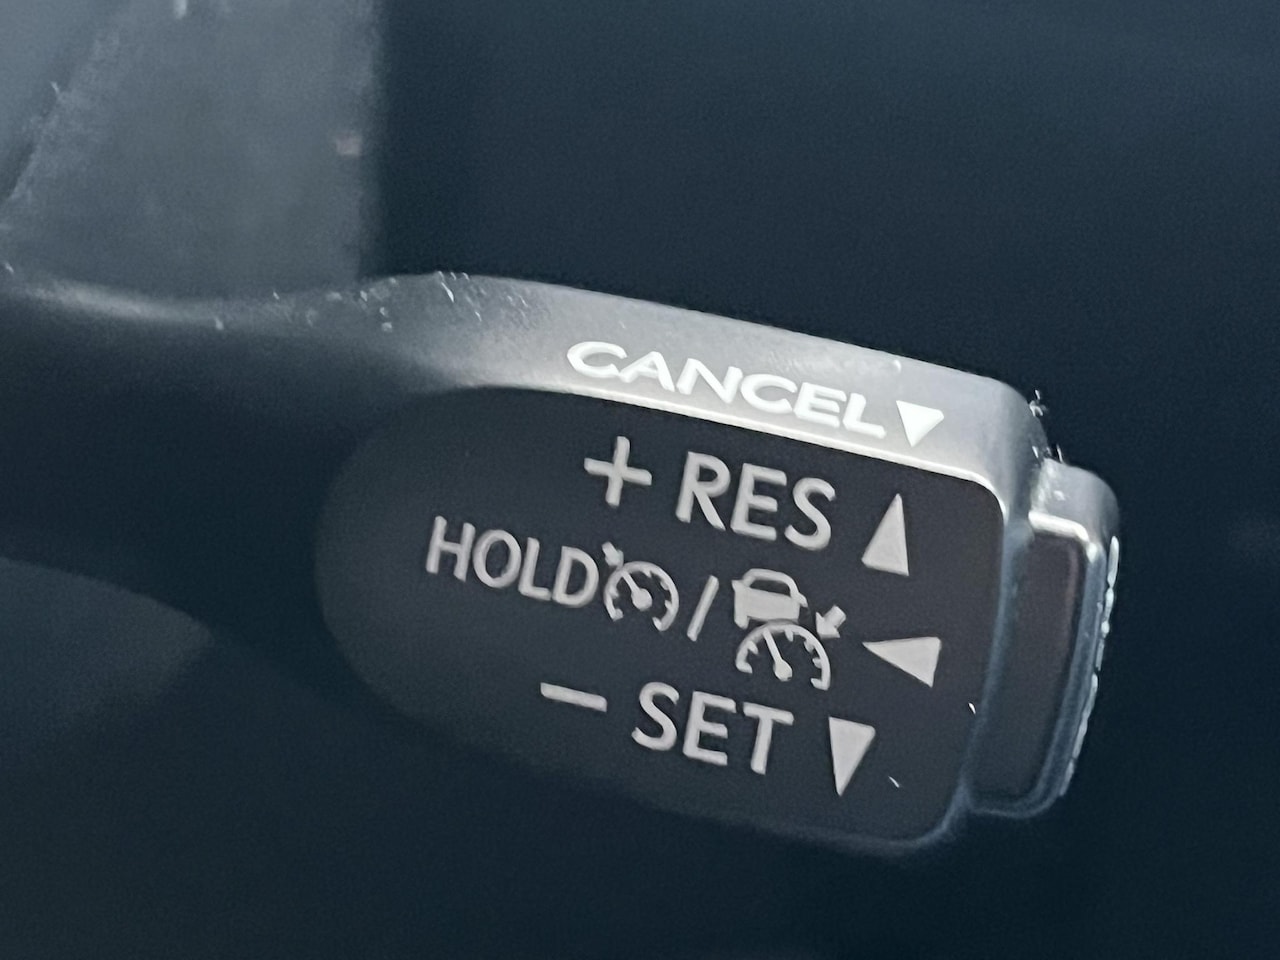 CANCEL▼
+ RES ▲
HOLD / ◀
− SET ▼